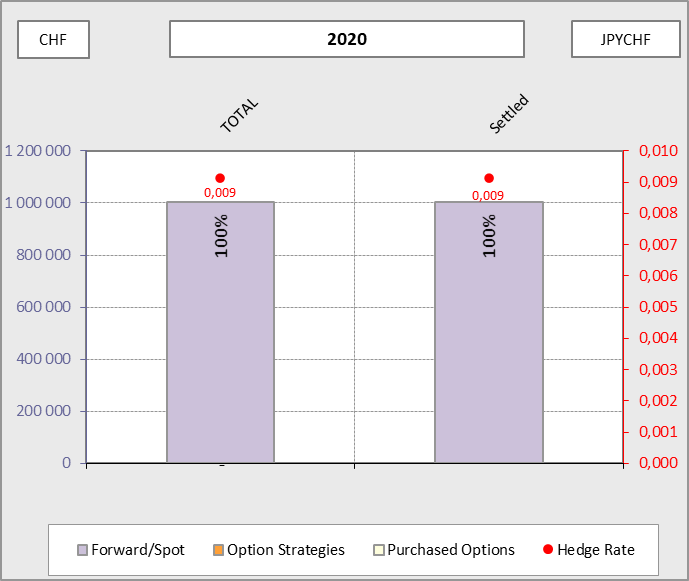 CHF
2020
JPYCHF
TOTAL
Settled
1 200 000
0,010
0,009
0,009
0,009
1 000 000
100%
100%
0,008
800 000
0,007
0,006
600 000
0,005
400 000
0,004
0,003
200 000
0,002
0,001
0
0,000
Forward/Spot
Option Strategies
Purchased Options
Hedge Rate